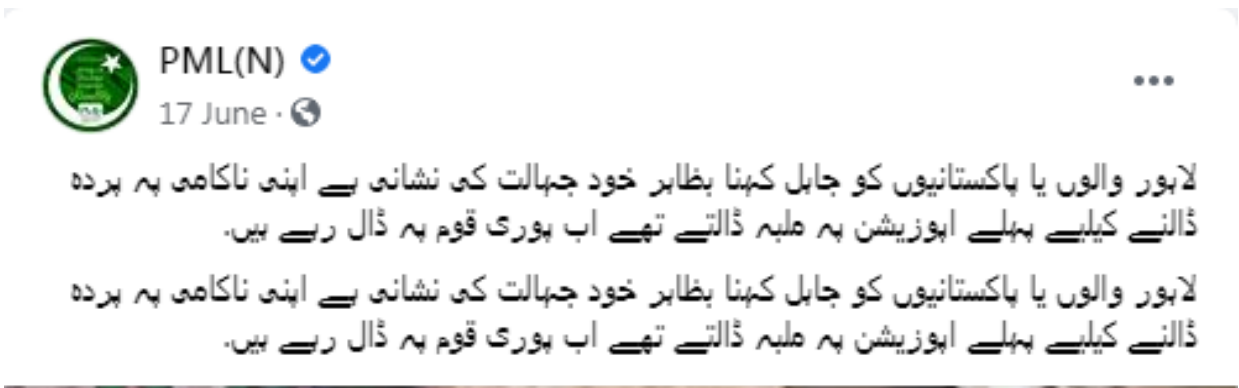 PML(N)
17 June ·
لاہور والوں یا پاکستانیوں کو جاہل کہنا بظاہر خود جہالت کی نشانی ہے اپنی ناکامی پہ پردہ
ڈالنے کیلیے پہلے اپوزیشن پہ ملبہ ڈالتے تھے اب پوری قوم پہ ڈال رہے ہیں.
لاہور والوں یا پاکستانیوں کو جاہل کہنا بظاہر خود جہالت کی نشانی ہے اپنی ناکامی پہ پردہ
ڈالنے کیلیے پہلے اپوزیشن پہ ملبہ ڈالتے تھے اب پوری قوم پہ ڈال رہے ہیں.